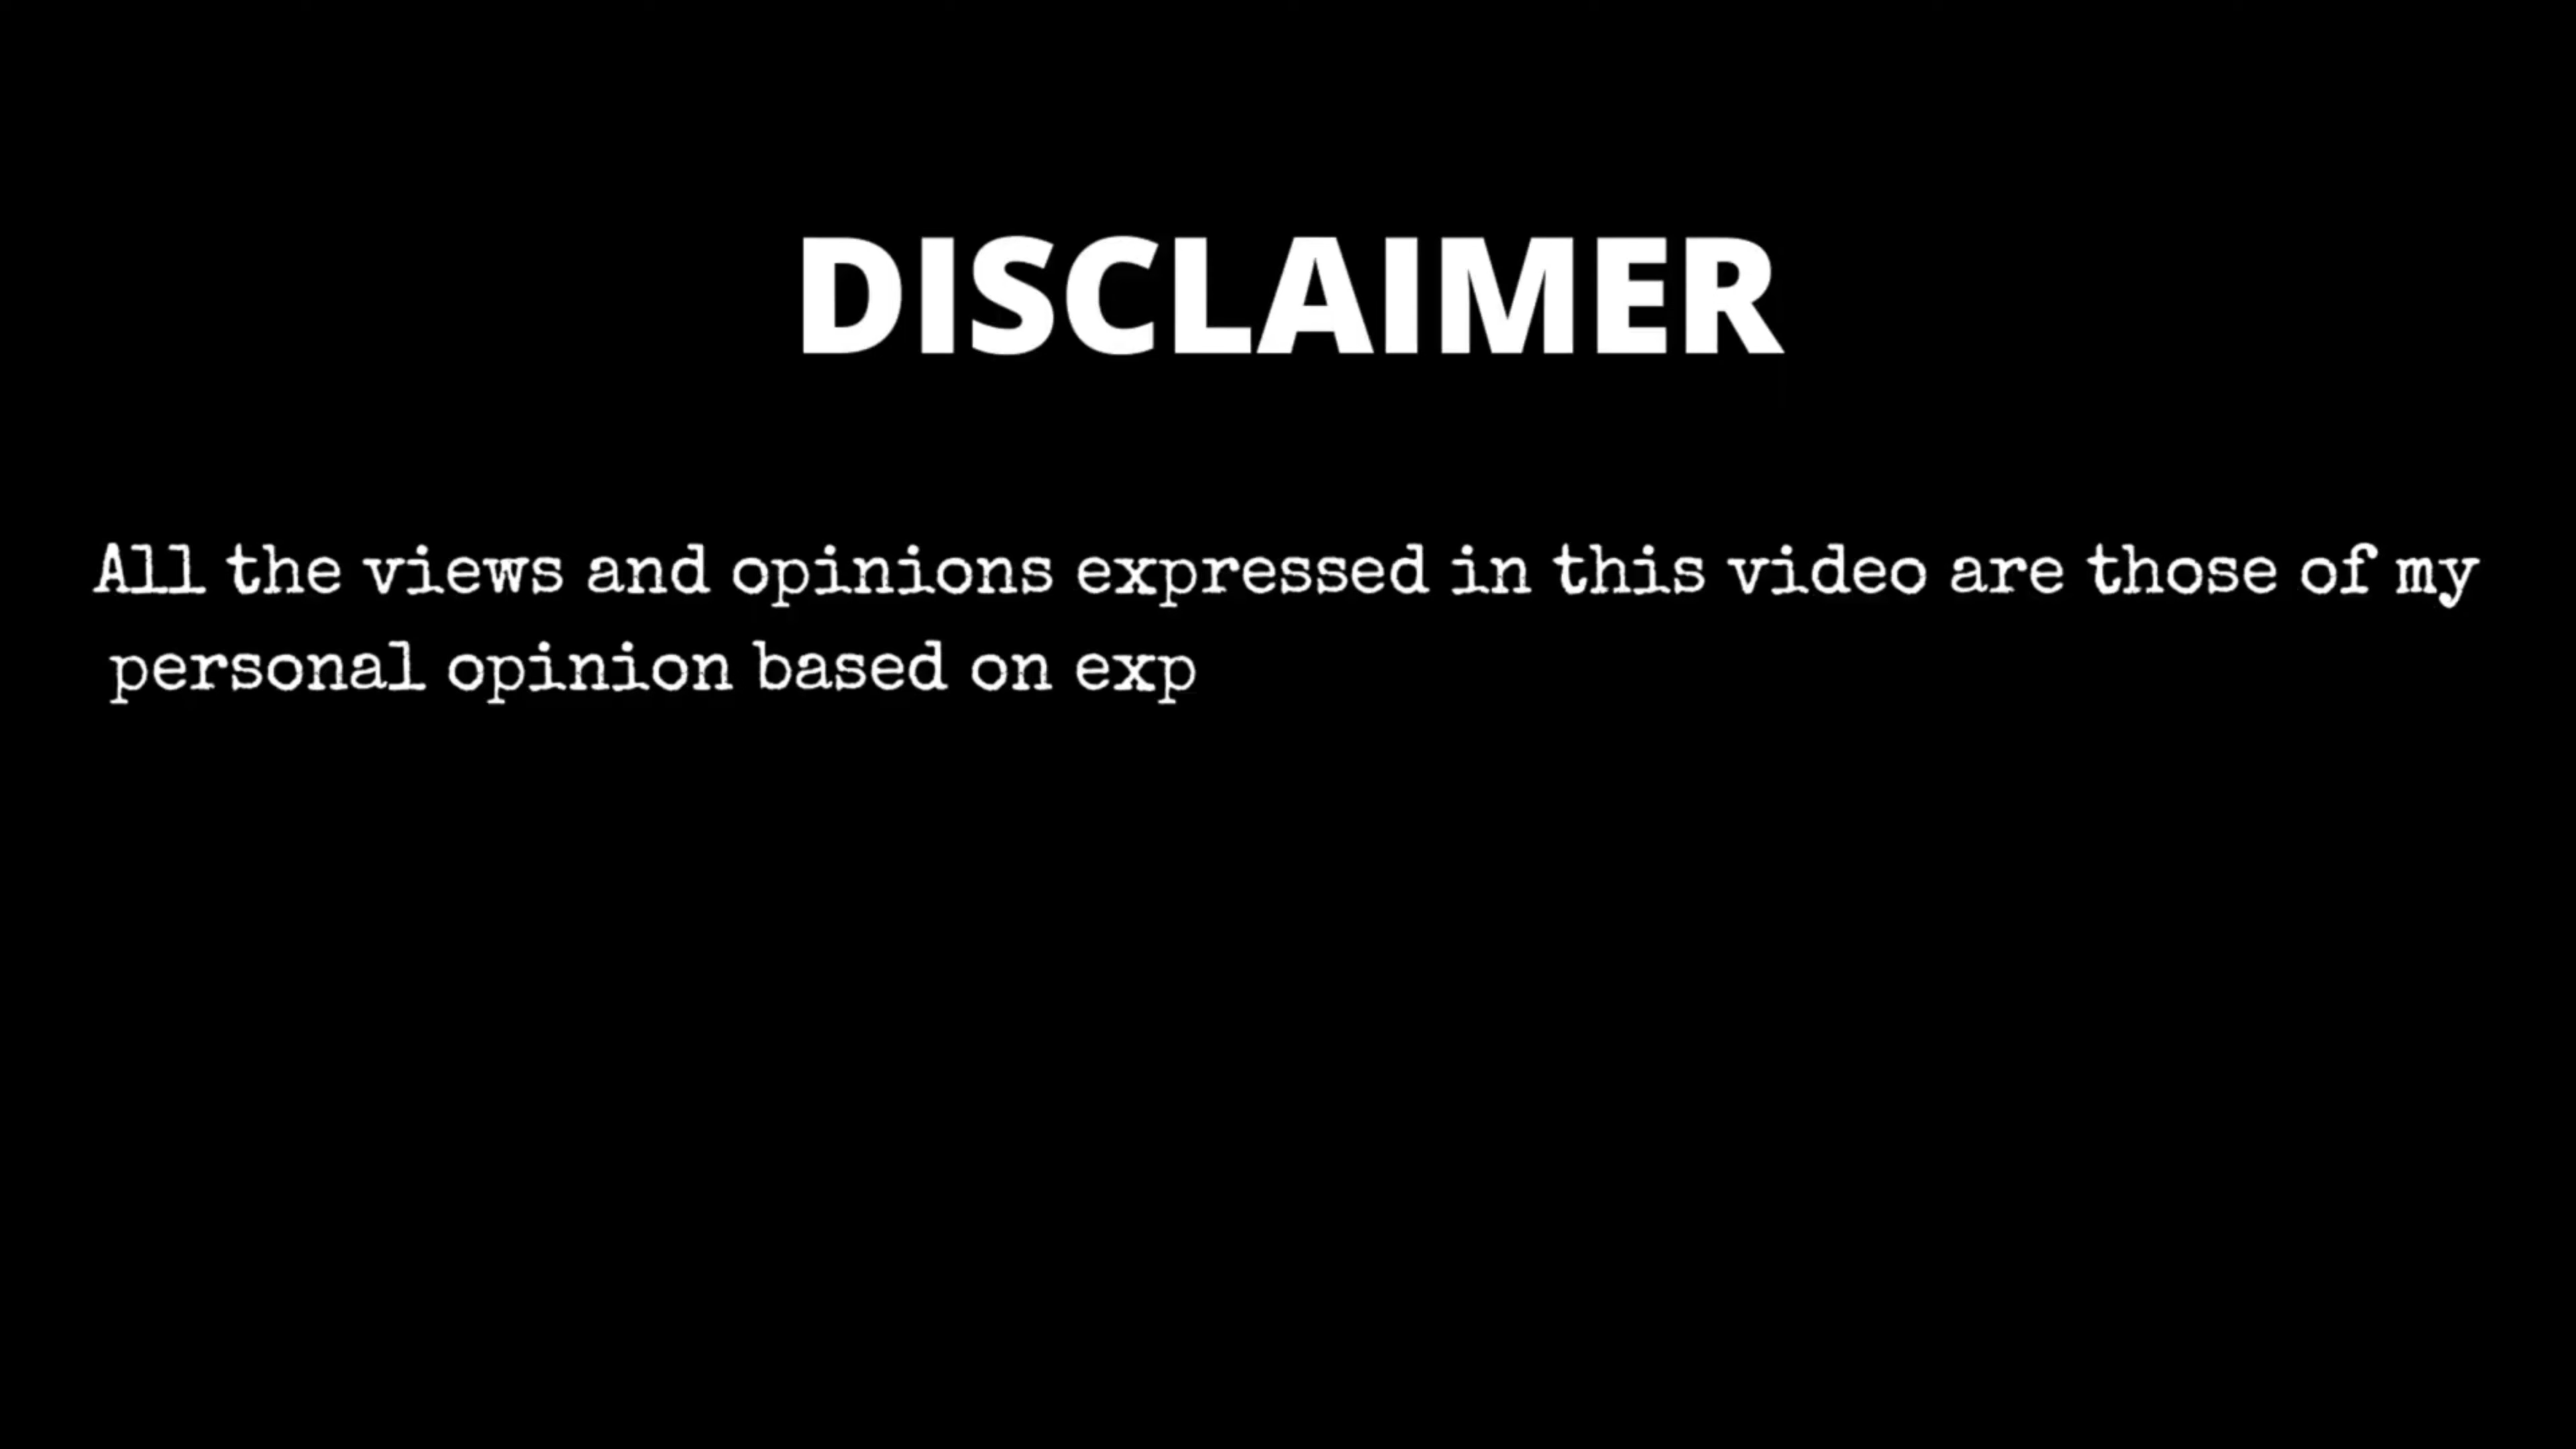 DISCLAIMER
All the views and opinions expressed in this video are those of my
personal opinion based on exp